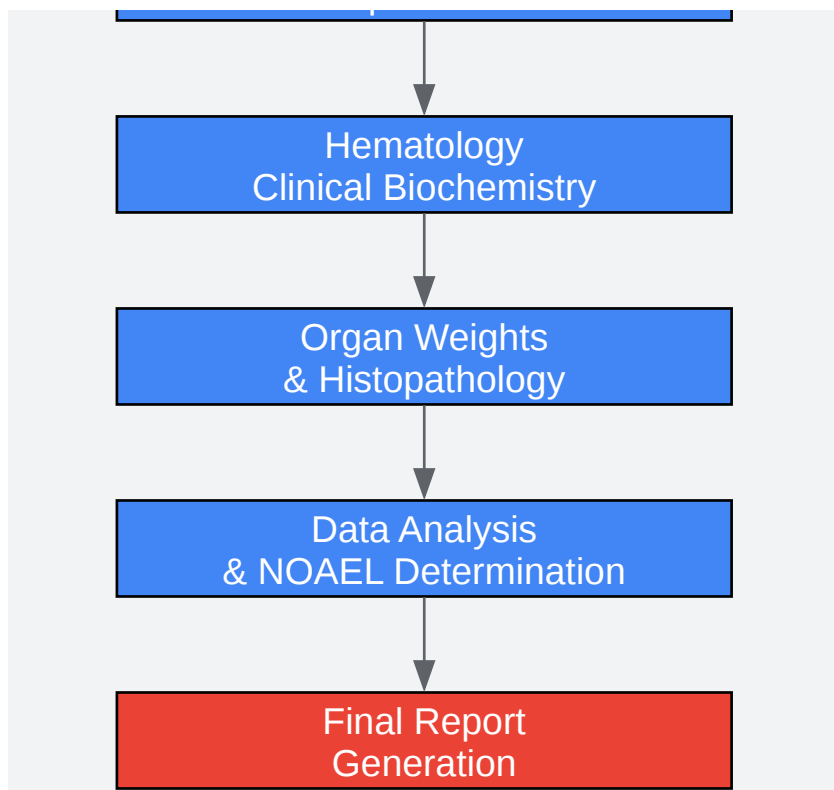 Hematology
Clinical Biochemistry
Organ Weights
& Histopathology
Data Analysis
& NOAEL Determination
Final Report
Generation